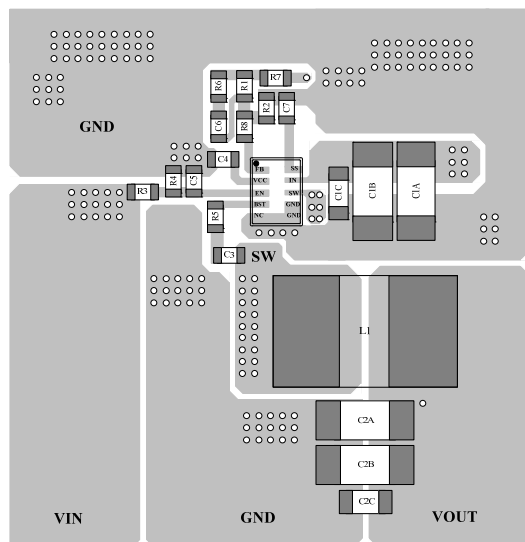 R6
R1
R7
R2
C7
GND
C6
R8
C4
FB
SS
VCC
IN
EN
SW
BST
GND
NC
GND
R4
C5
R3
R5
C1C
C1B
C1A
C3
SW
L1
C2A
C2B
C2C
VIN
GND
VOUT